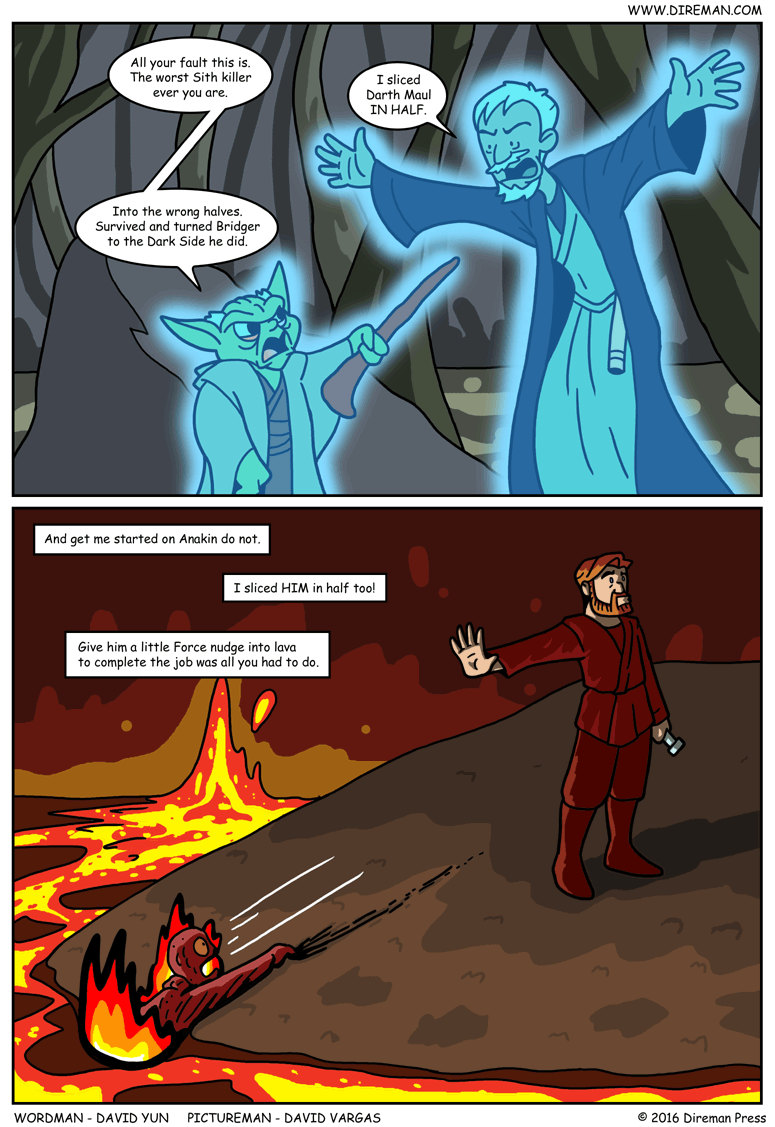 WWW.DIREMAN.COM
All your fault this is.
The worst Sith killer
ever you are.
I sliced
Darth Maul
IN HALF.
Into the wrong halves.
Survived and turned Bridger
to the Dark Side he did.
And get me started on Anakin do not.
I sliced HIM in half too!
Give him a little Force nudge into lava
to complete the job was all you had to do.
WORDMAN - DAVID YUN PICTUREMAN - DAVID VARGAS © 2016 Direman Press